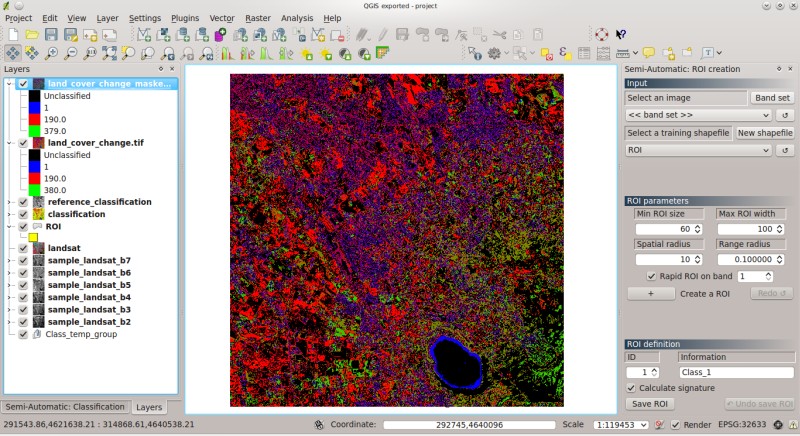 QGIS exported - project
Project Edit View Layer Settings Plugins Vector Raster Analysis Help
Layers
land_cover_change_maske...
Unclassified
1
190.0
379.0
land_cover_change.tif
Unclassified
1
190.0
380.0
reference_classification
classification
ROI
landsat
sample_landsat_b7
sample_landsat_b6
sample_landsat_b5
sample_landsat_b4
sample_landsat_b3
sample_landsat_b2
Class_temp_group
Semi-Automatic: Classification Layers
Semi-Automatic: ROI creation
Input
Select an image Band set
<< band set >>
Select a training shapefile New shapefile
ROI
ROI parameters
Min ROI size Max ROI width
60 100
Spatial radius Range radius
10 0.100000
Rapid ROI on band 1
+ Create a ROI Redo ↺
ROI definition
ID Information
1 Class_1
Calculate signature
Save ROI Undo save ROI
291543.86,4621638.21 : 314868.61,4640538.21 Coordinate: 292745,4640096 Scale 1:119453 Render EPSG:32633